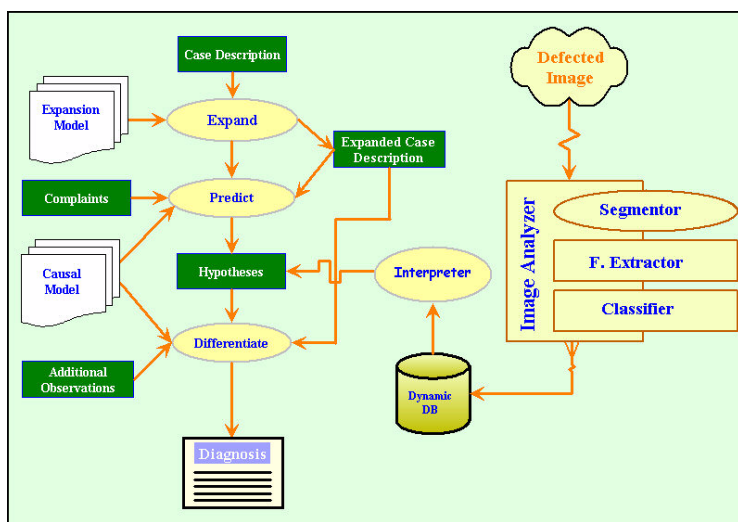 Case Description
Defected
Image
Expansion
Model
Expand
Expanded Case
Description
Complaints
Predict
Segmentor
Image Analyzer
F. Extractor
Causal
Model
Hypotheses
Interpreter
Classifier
Differentiate
Additional
Observations
Dynamic
DB
Diagnosis